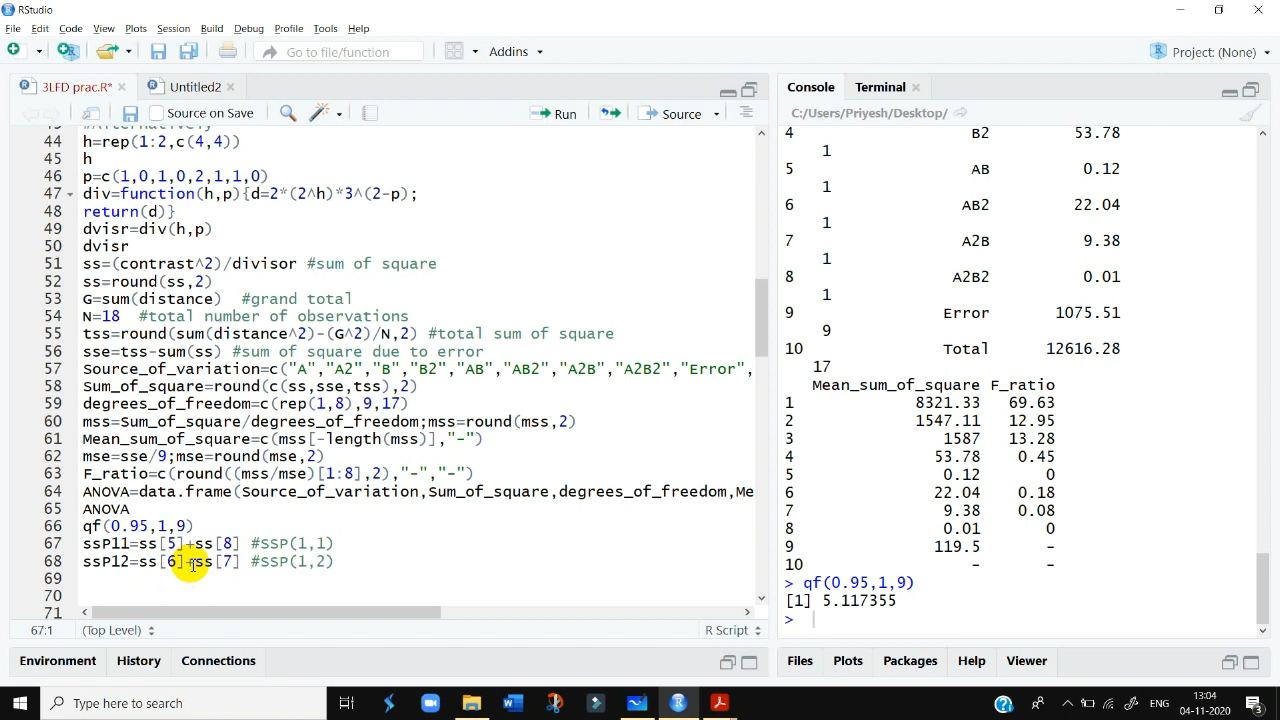 RStudio
File Edit Code View Plots Session Build Debug Profile Tools Help
Go to file/function Addins Project: (None)
3LFD prac.R* Untitled2
Source on Save Run Source
44 h=rep(1:2,c(4,4))
45 h
46 p=c(1,0,1,0,2,1,1,0)
47 div=function(h,p){d=2*(2^h)*3^(2-p);
48 return(d)}
49 dvisr=div(h,p)
50 dvisr
51 ss=(contrast^2)/divisor #sum of square
52 ss=round(ss,2)
53 G=sum(distance) #grand total
54 N=18 #total number of observations
55 tss=round(sum(distance^2)-(G^2)/N,2) #total sum of square
56 sse=tss-sum(ss) #sum of square due to error
57 Source_of_variation=c("A","A2","B","B2","AB","AB2","A2B","A2B2","Error",
58 Sum_of_square=round(c(ss,sse,tss),2)
59 degrees_of_freedom=c(rep(1,8),9,17)
60 mss=Sum_of_square/degrees_of_freedom;mss=round(mss,2)
61 Mean_sum_of_square=c(mss[-length(mss)],"-")
62 mse=sse/9;mse=round(mse,2)
63 F_ratio=c(round((mss/mse)[1:8],2),"-","-")
64 ANOVA=data.frame(Source_of_variation,Sum_of_square,degrees_of_freedom,Me
65 ANOVA
66 qf(0.95,1,9)
67 ssP11=ss[5]+ss[8] #SSP(1,1)
68 ssP12=ss[6]+ss[7] #SSP(1,2)
69
70
71
67:1 (Top Level) R Script
Environment History Connections
Console Terminal
C:/Users/Priyesh/Desktop/
4 B2 53.78
1
5 AB 0.12
1
6 AB2 22.04
1
7 A2B 9.38
1
8 A2B2 0.01
1
9 Error 1075.51
9
10 Total 12616.28
17
Mean_sum_of_square F_ratio
1 8321.33 69.63
2 1547.11 12.95
3 1587 13.28
4 53.78 0.45
5 0.12 0
6 22.04 0.18
7 9.38 0.08
8 0.01 0
9 119.5 -
10 - -
> qf(0.95,1,9)
[1] 5.117355
>
Files Plots Packages Help Viewer
Type here to search
ENG
13:04
04-11-2020
3